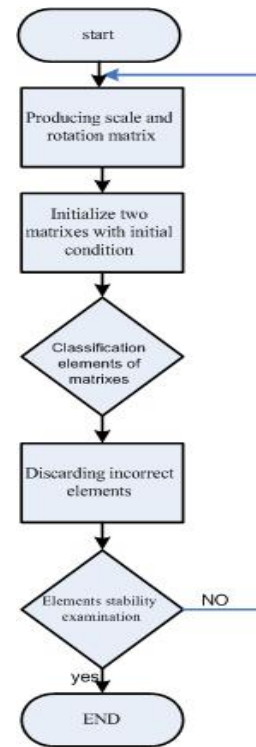 start
Producing scale and
rotation matrix
Initialize two
matrixes with initial
condition
Classification
elements of
matrixes
Discarding incorrect
elements
Elements stability
examination
NO
yes
END